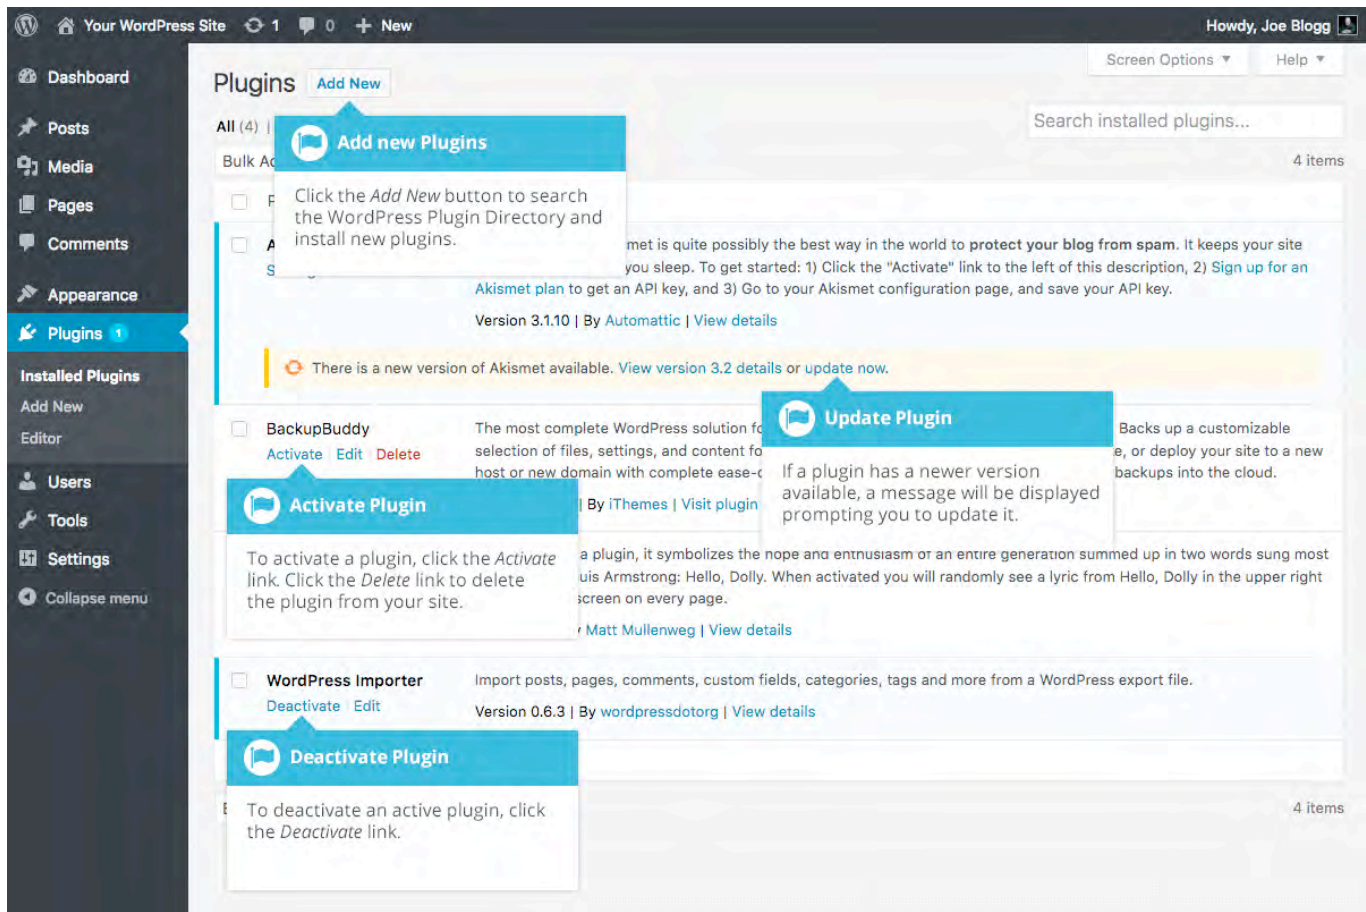 Your WordPress Site 1 0 + New Howdy, Joe Blogg
Screen Options ▼ Help ▼
Dashboard
Posts
Media
Pages
Comments
Appearance
Plugins 1
Installed Plugins
Add New
Editor
Users
Tools
Settings
Collapse menu
Plugins Add New
Search installed plugins...
All (4) |
Bulk
4 items
Add new Plugins
Click the Add New button to search
the WordPress Plugin Directory and
install new plugins.
is quite possibly the best way in the world to protect your blog from spam. It keeps your site
you sleep. To get started: 1) Click the "Activate" link to the left of this description, 2) Sign up for an
Akismet plan to get an API key, and 3) Go to your Akismet configuration page, and save your API key.
Version 3.1.10 | By Automattic | View details
There is a new version of Akismet available. View version 3.2 details or update now.
Update Plugin
If a plugin has a newer version
available, a message will be displayed
prompting you to update it.
BackupBuddy
Activate | Edit | Delete
The most complete WordPress solution Backs up a customizable
selection of files, settings, and content or deploy your site to a new
host or new domain with complete backups into the cloud.
| By iThemes | Visit plugin
Activate Plugin
To activate a plugin, click the Activate
link. Click the Delete link to delete
the plugin from your site.
a plugin, it symbolizes the hope and enthusiasm of an entire generation summed up in two words sung most
Armstrong: Hello, Dolly. When activated you will randomly see a lyric from Hello, Dolly in the upper right
screen on every page.
Matt Mullenweg | View details
WordPress Importer
Deactivate | Edit
Import posts, pages, comments, custom fields, categories, tags and more from a WordPress export file.
Version 0.6.3 | By wordpressdotorg | View details
Deactivate Plugin
To deactivate an active plugin, click
the Deactivate link.
4 items